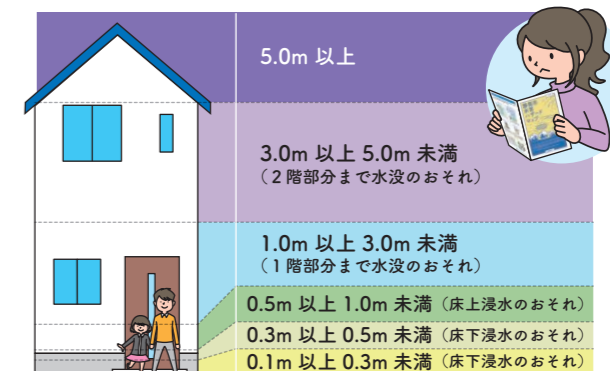 5.0m 以上
3.0m 以上 5.0m 未満
（２階部分まで水没のおそれ）
1.0m 以上 3.0m 未満
（１階部分まで水没のおそれ）
0.5m 以上 1.0m 未満（床上浸水のおそれ）
0.3m 以上 0.5m 未満（床下浸水のおそれ）
0.1m 以上 0.3m 未満（床下浸水のおそれ）